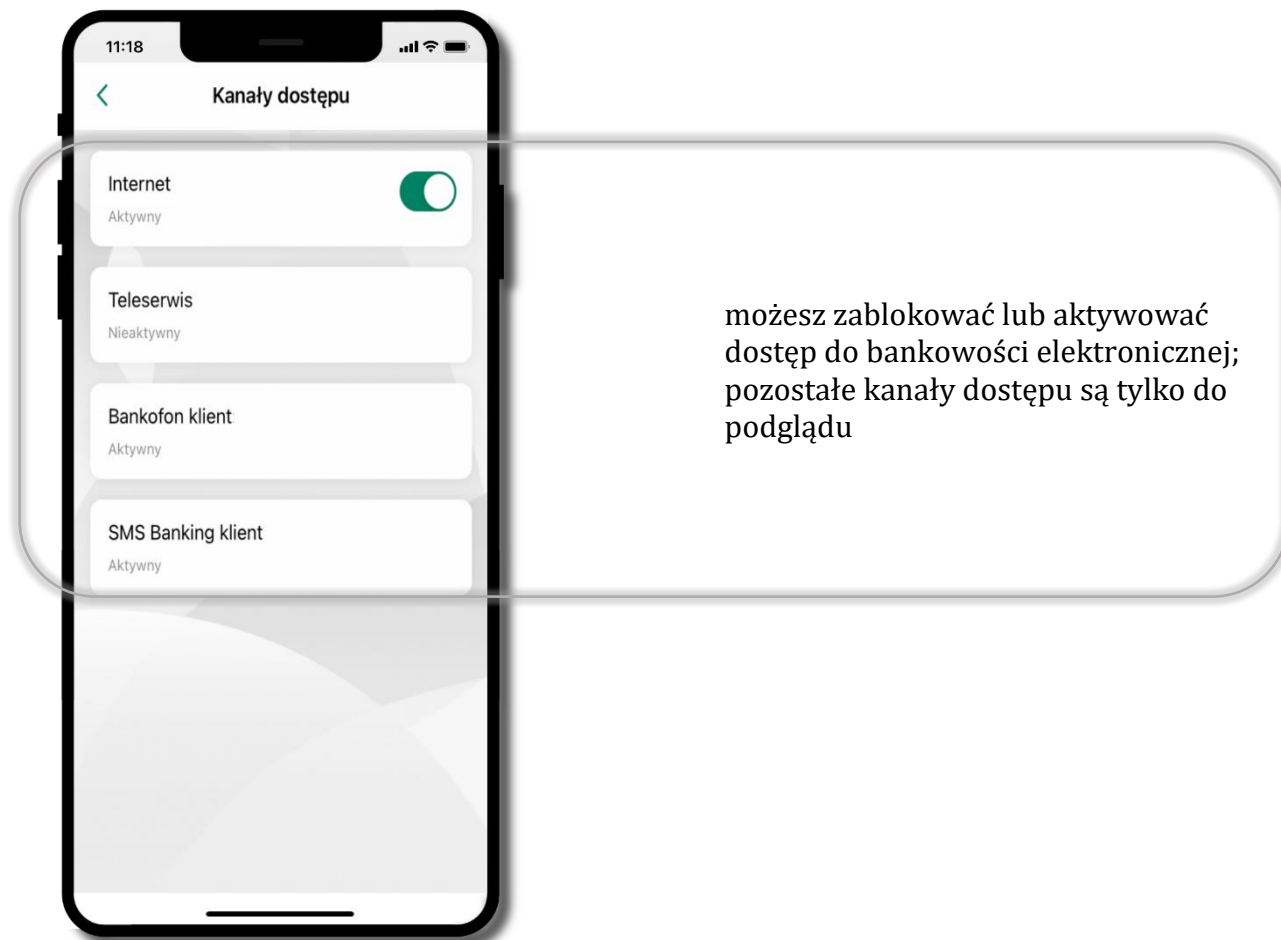 11:18
Kanały dostępu
Internet
Aktywny
Teleserwis
Nieaktywny
Bankofon klient
Aktywny
SMS Banking klient
Aktywny
możesz zablokować lub aktywować
dostęp do bankowości elektronicznej;
pozostałe kanały dostępu są tylko do
podglądu